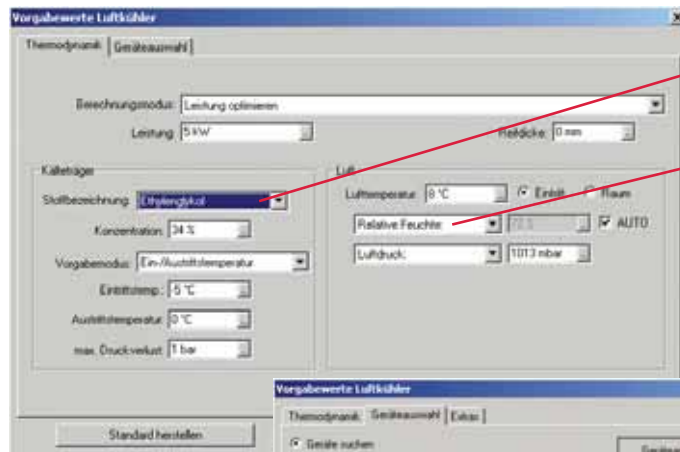 Vorgabewerte Luftkühler
Thermodynamik Geräteauswahl
Berechnungsmodus: Leistung optimieren
Leistung: 5 kW Reifdicke: 0 mm
Kälteträger Luft
Stoffbezeichnung: Ethylenglykol Lufttemperatur: 8 °C Eintritt Raum
Konzentration: 34 % Relative Feuchte: AUTO
Vorgabemodus: Ein-/Austrittstemperatur Luftdruck: 1013 mbar
Eintrittstemp.: -5 °C
Austrittstemperatur: 0 °C
max. Druckverlust: 1 bar
Standard herstellen
Vorgabewerte Luftkühler
Thermodynamik Geräteauswahl Extras
Geräte suchen